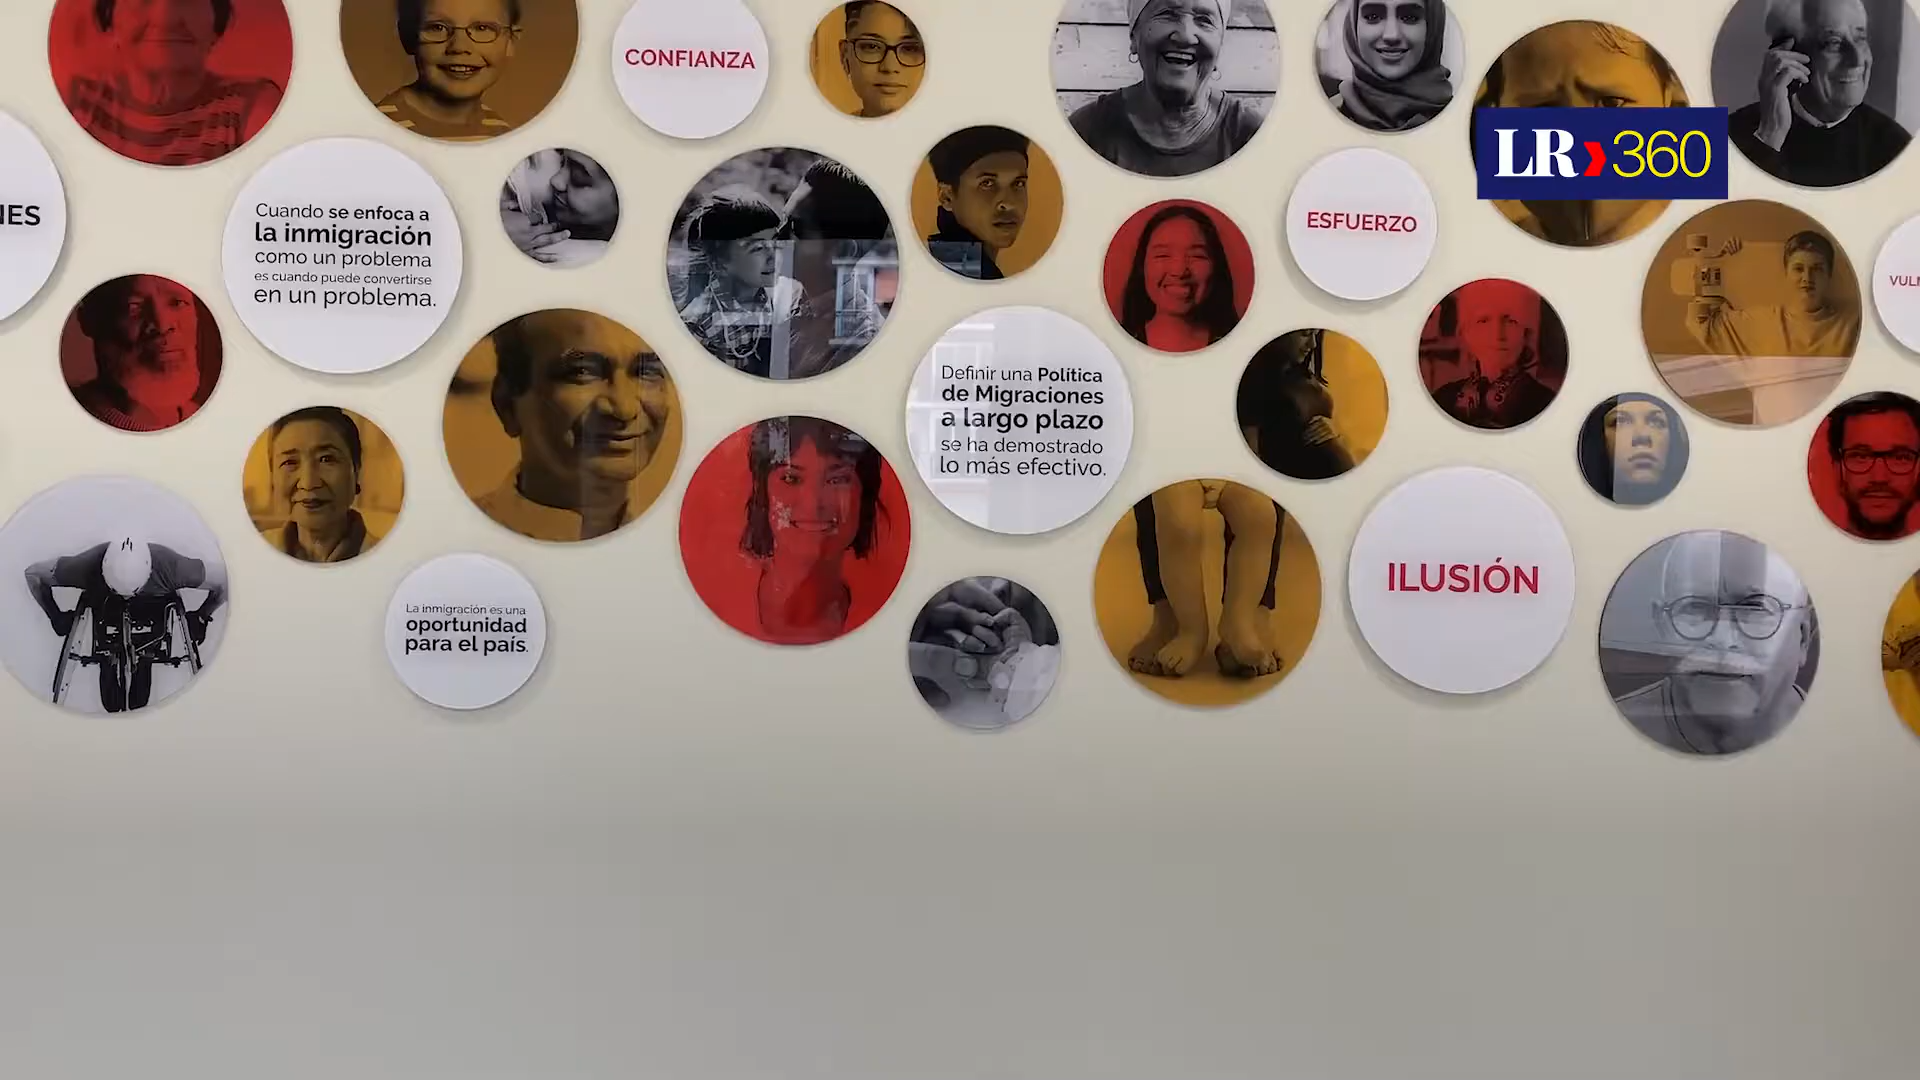 CONFIANZA
LR 360
Cuando se enfoca a
la inmigración
como un problema
es cuando puede convertirse
en un problema.
ESFUERZO
Definir una Política
de Migraciones
a largo plazo
se ha demostrado
lo más efectivo.
ILUSIÓN
La inmigración es una
oportunidad
para el país.